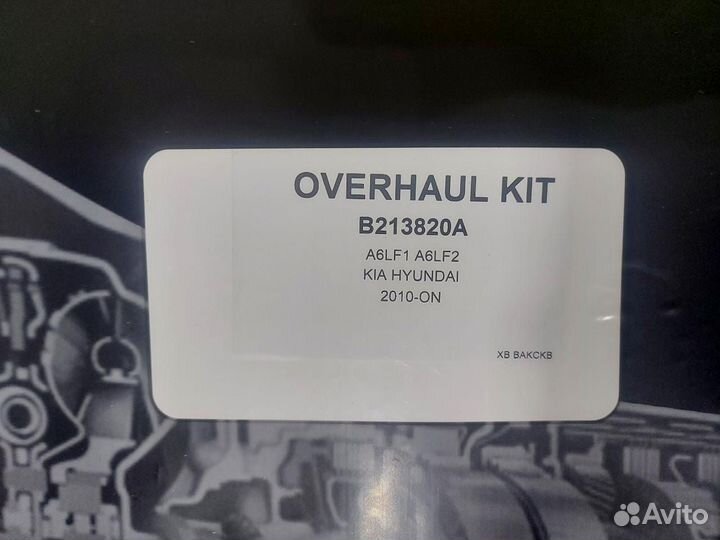 OVERHAUL KIT
B213820A
A6LF1 A6LF2
KIA HYUNDAI
2010-ON
XB BAKCKB
Avito